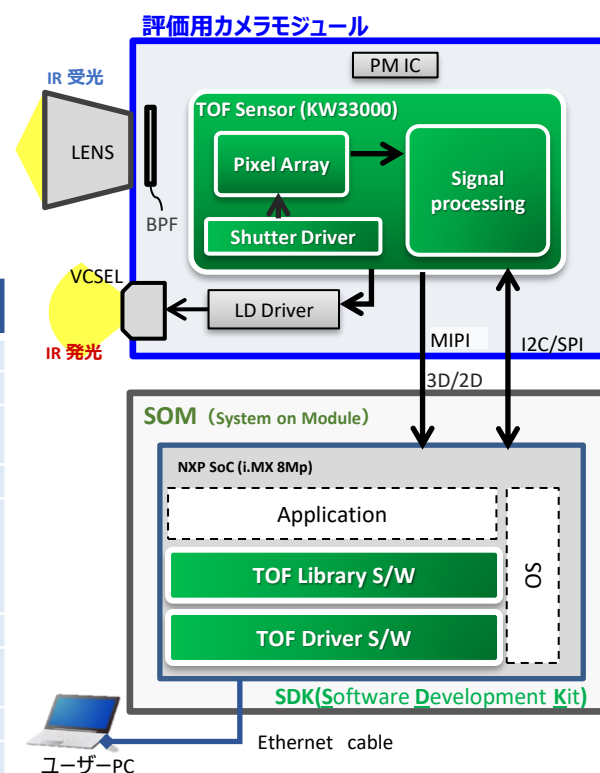 評価用カメラモジュール
PM IC
IR 受光
TOF Sensor (KW33000)
LENS
Pixel Array
Signal
processing
BPF
Shutter Driver
VCSEL
LD Driver
IR 発光
MIPI
I2C/SPI
3D/2D
SOM（System on Module）
NXP SoC (i.MX 8Mp)
Application
OS
TOF Library S/W
TOF Driver S/W
SDK(Software Development Kit)
Ethernet cable
ユーザーPC